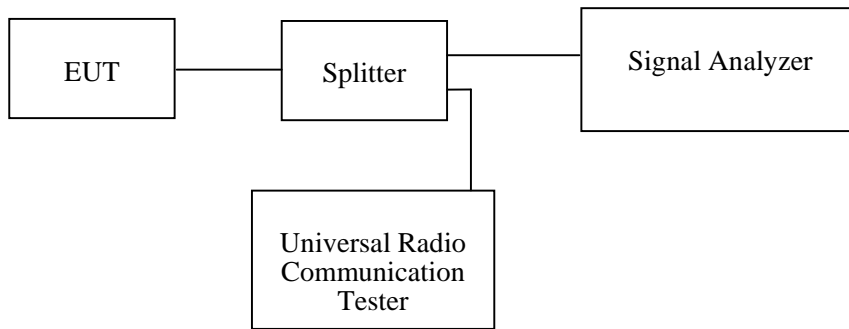 EUT
Splitter
Signal Analyzer
Universal Radio
Communication
Tester